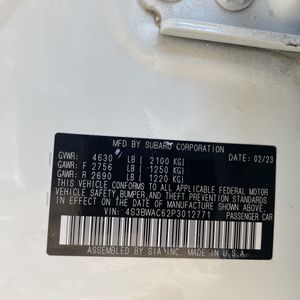 MFD BY SUBARU CORPORATION
GVWR: 4630 LB ( 2100 KG) DATE: 02/23
GAWR: F 2756 LB ( 1250 KG)
GAWR: R 2690 LB ( 1220 KG)
THIS VEHICLE CONFORMS TO ALL APPLICABLE FEDERAL MOTOR
VEHICLE SAFETY, BUMPER, AND THEFT PREVENTION STANDARDS
IN EFFECT ON THE DATE OF MANUFACTURE SHOWN ABOVE.
VIN: 4S3BWAC62P3012771 PASSENGER CAR
ASSEMBLED BY SIA, INC. MADE IN U.S.A.